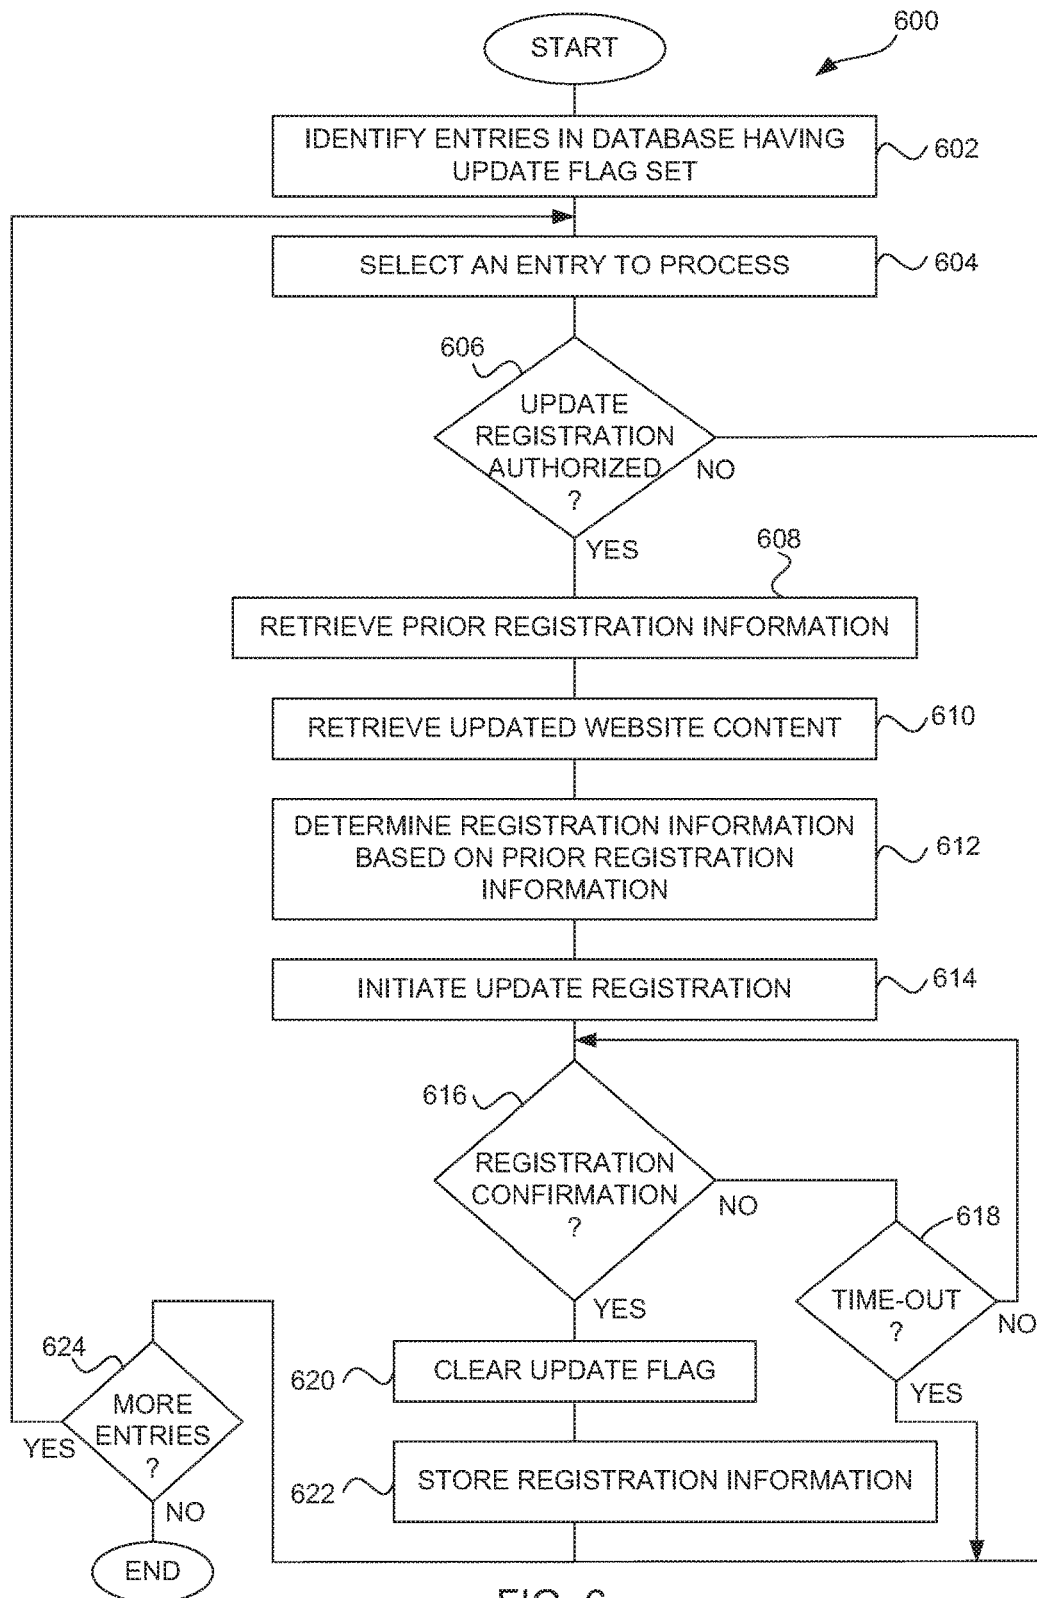 START
600
IDENTIFY ENTRIES IN DATABASE HAVING
UPDATE FLAG SET
602
SELECT AN ENTRY TO PROCESS
604
606
UPDATE
REGISTRATION
AUTHORIZED
?
NO
YES
608
RETRIEVE PRIOR REGISTRATION INFORMATION
RETRIEVE UPDATED WEBSITE CONTENT
610
DETERMINE REGISTRATION INFORMATION
BASED ON PRIOR REGISTRATION
INFORMATION
612
INITIATE UPDATE REGISTRATION
614
616
REGISTRATION
CONFIRMATION
?
NO
YES
618
TIME-OUT
?
NO
YES
620
CLEAR UPDATE FLAG
622
STORE REGISTRATION INFORMATION
624
MORE
ENTRIES
?
YES
NO
END
FIG. 6